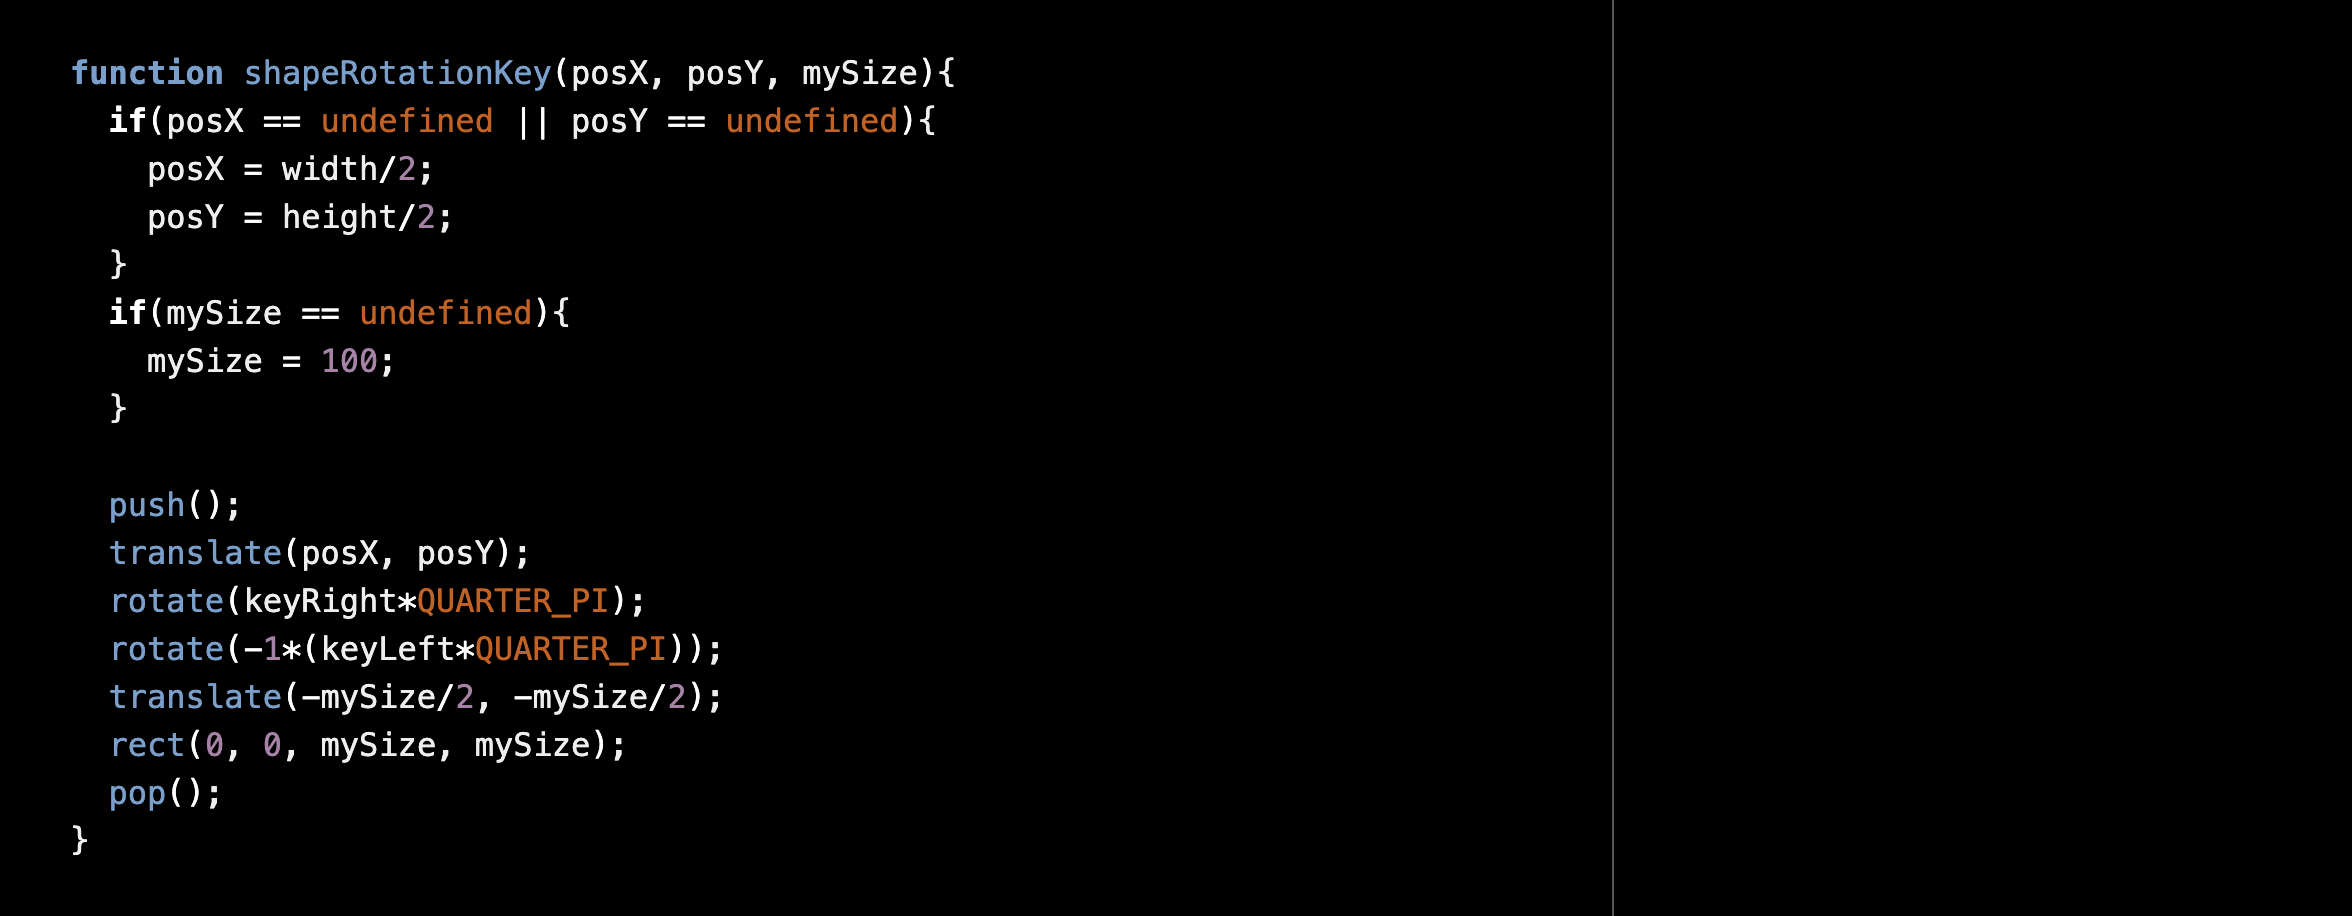 function shapeRotationKey(posX, posY, mySize){
  if(posX == undefined || posY == undefined){
    posX = width/2;
    posY = height/2;
  }
  if(mySize == undefined){
    mySize = 100;
  }

  push();
  translate(posX, posY);
  rotate(keyRight*QUARTER_PI);
  rotate(-1*(keyLeft*QUARTER_PI));
  translate(-mySize/2, -mySize/2);
  rect(0, 0, mySize, mySize);
  pop();
}